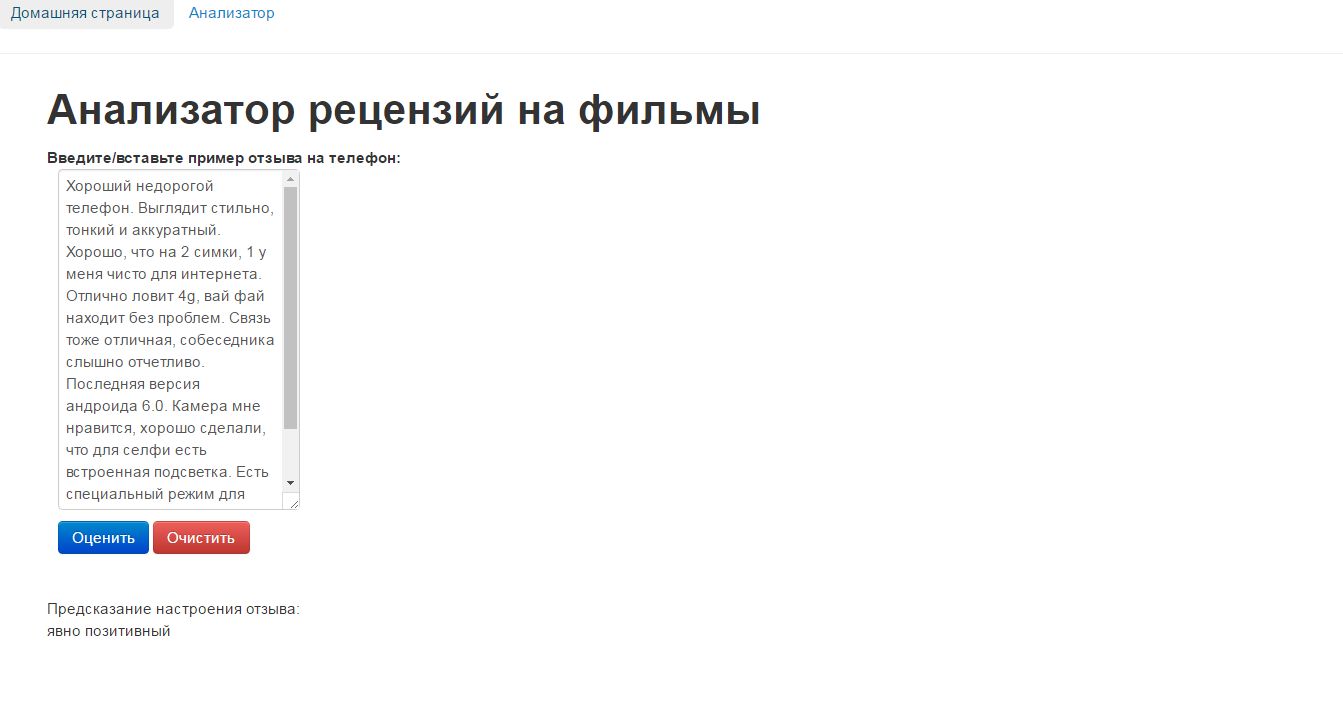 Домашняя страница Анализатор
Анализатор рецензий на фильмы
Введите/вставьте пример отзыва на телефон:
Хороший недорогой
телефон. Выглядит стильно,
тонкий и аккуратный.
Хорошо, что на 2 симки, 1 у
меня чисто для интернета.
Отлично ловит 4g, вай фай
находит без проблем. Связь
тоже отличная, собеседника
слышно отчетливо.
Последняя версия
андроида 6.0. Камера мне
нравится, хорошо сделали,
что для селфи есть
встроенная подсветка. Есть
специальный режим для
Оценить Очистить
Предсказание настроения отзыва:
явно позитивный